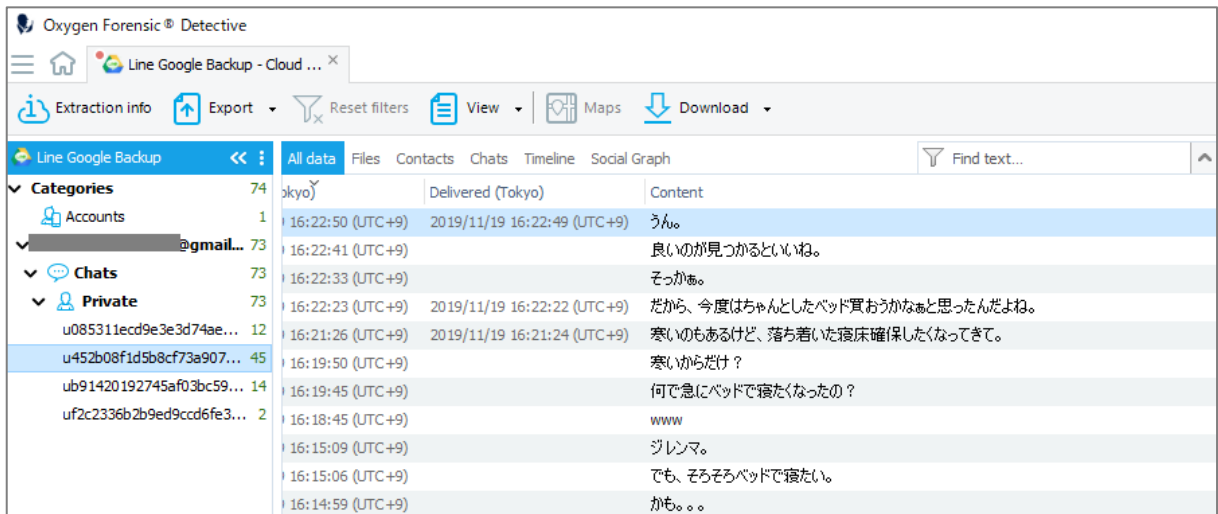 Oxygen Forensic® Detective
Line Google Backup - Cloud ... ×
Extraction info Export Reset filters View Maps Download
Line Google Backup All data Files Contacts Chats Timeline Social Graph Find text...
Categories 74 okyo) Delivered (Tokyo) Content
Accounts 1 16:22:50 (UTC+9) 2019/11/19 16:22:49 (UTC+9) うん。
@gmail... 73 16:22:41 (UTC+9) 良いのが見つかるといいね。
Chats 73 16:22:33 (UTC+9) そっかぁ。
Private 73 16:22:23 (UTC+9) 2019/11/19 16:22:22 (UTC+9) だから、今度はちゃんとしたベッド買おうかなぁと思ったんだよね。
u085311ecd9e3e3d74ae... 12 16:21:26 (UTC+9) 2019/11/19 16:21:24 (UTC+9) 寒いのもあるけど、落ち着いた寝床確保したくなってきて。
u452b08f1d5b8cf73a907... 45 16:19:50 (UTC+9) 寒いからだけ？
ub91420192745af03bc59... 14 16:19:45 (UTC+9) 何で急にベッドで寝たくなったの？
uf2c2336b2b9ed9ccd6fe3... 2 16:18:45 (UTC+9) www
16:15:09 (UTC+9) ジレンマ。
16:15:06 (UTC+9) でも、そろそろベッドで寝たい。
16:14:59 (UTC+9) かも。。。